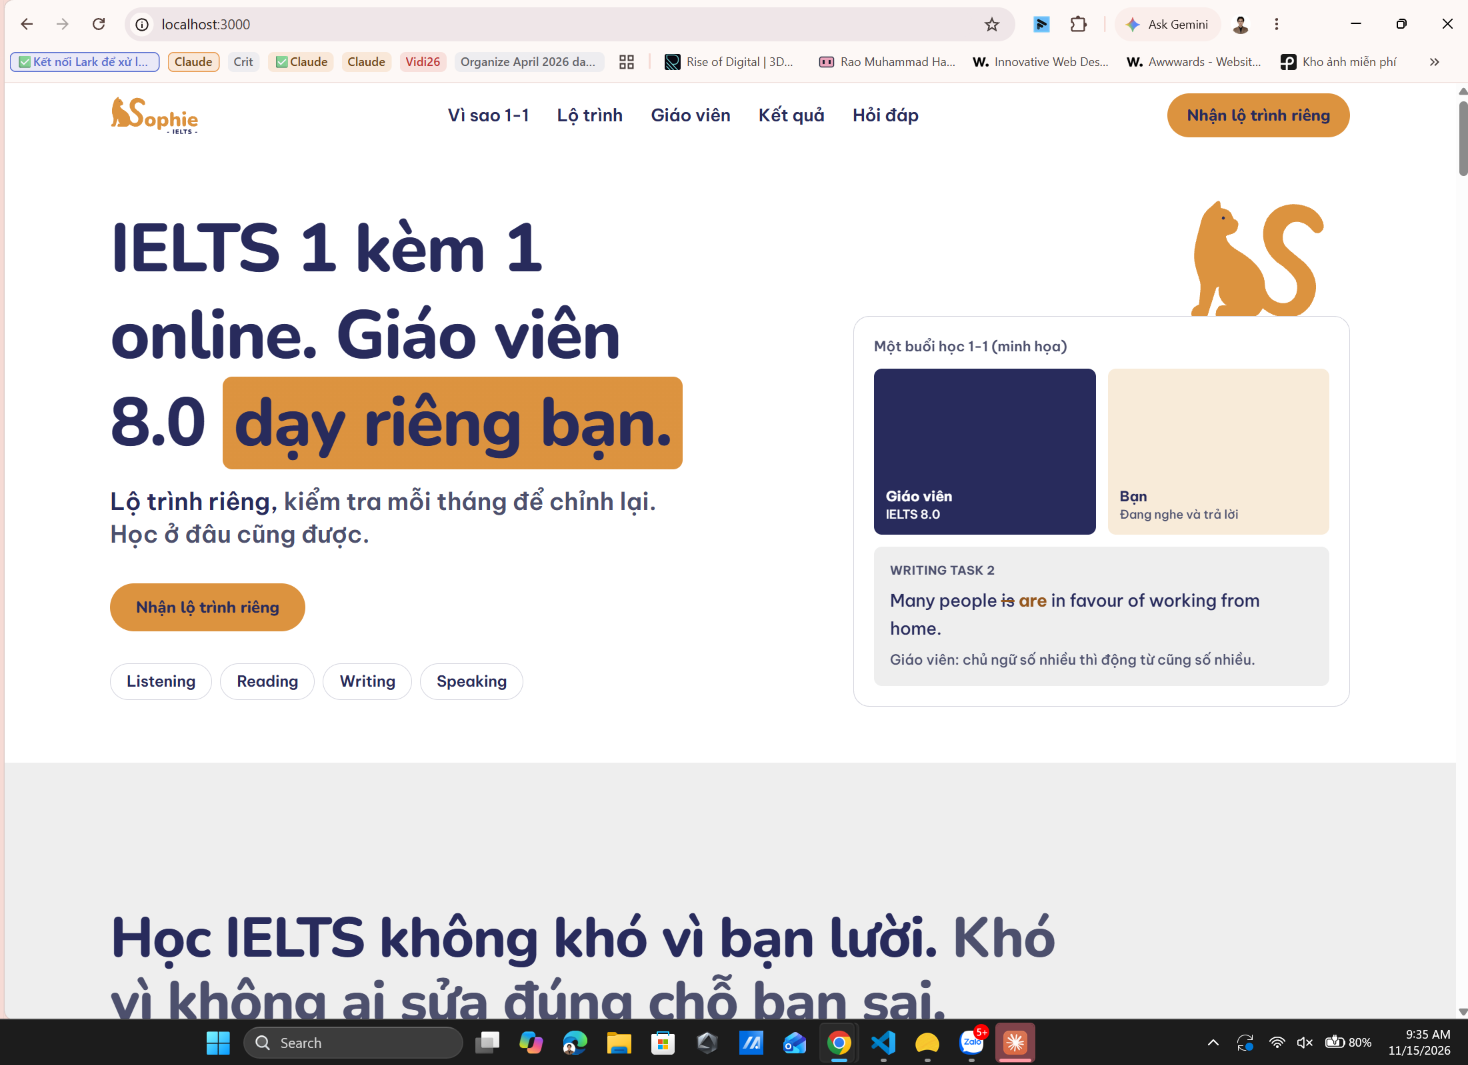 localhost:3000
Ask Gemini
✅Kết nối Lark để xử l...
Claude
Crit
✅Claude
Claude
Vidi26
Organize April 2026 da...
Rise of Digital | 3D...
Rao Muhammad Ha...
W. Innovative Web Des...
W. Awwwards - Websit...
Kho ảnh miễn phí
Sophie
- IELTS -
Vì sao 1-1
Lộ trình
Giáo viên
Kết quả
Hỏi đáp
Nhận lộ trình riêng
IELTS 1 kèm 1
online. Giáo viên
8.0 dạy riêng bạn.
Lộ trình riêng, kiểm tra mỗi tháng để chỉnh lại.
Học ở đâu cũng được.
Nhận lộ trình riêng
Listening
Reading
Writing
Speaking
Một buổi học 1-1 (minh họa)
Giáo viên
IELTS 8.0
Bạn
Đang nghe và trả lời
WRITING TASK 2
Many people is are in favour of working from
home.
Giáo viên: chủ ngữ số nhiều thì động từ cũng số nhiều.
Học IELTS không khó vì bạn lười. Khó
vì không ai sửa đúng chỗ bạn sai.
Search
Zalo
5+
80%
9:35 AM
11/15/2026